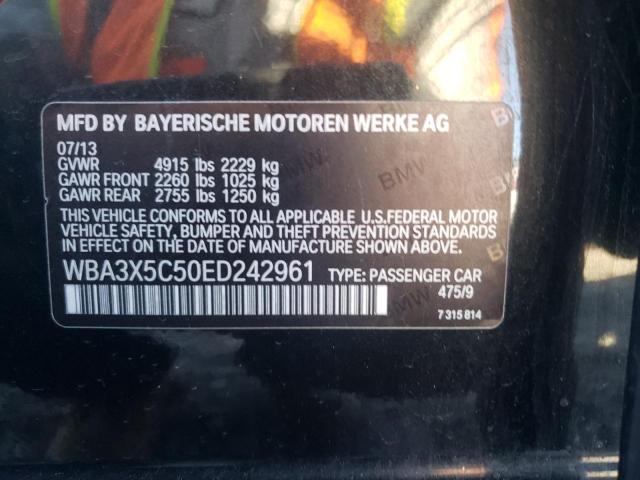 MFD BY BAYERISCHE MOTOREN WERKE AG
07/13
GVWR 4915 lbs 2229 kg
GAWR FRONT 2260 lbs 1025 kg
GAWR REAR 2755 lbs 1250 kg
THIS VEHICLE CONFORMS TO ALL APPLICABLE U.S.FEDERAL MOTOR
VEHICLE SAFETY, BUMPER AND THEFT PREVENTION STANDARDS
IN EFFECT ON THE DATE OF MANUFACTURE SHOWN ABOVE.
WBA3X5C50ED242961 TYPE: PASSENGER CAR
475/9
7 315 814
BMW
BMW
BMW